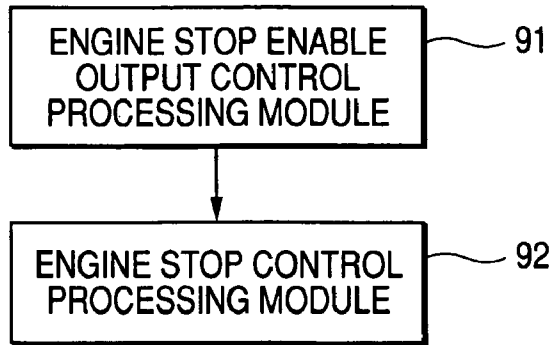 ENGINE STOP ENABLE
OUTPUT CONTROL
PROCESSING MODULE
91
ENGINE STOP CONTROL
PROCESSING MODULE
92